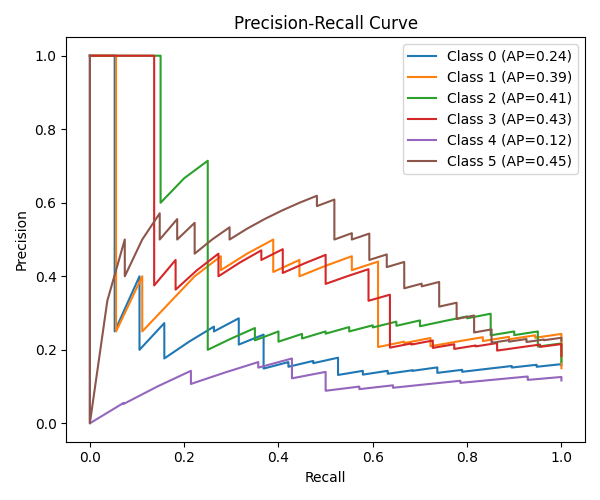 Precision-Recall Curve
Class 0 (AP=0.24)
Class 1 (AP=0.39)
Class 2 (AP=0.41)
Class 3 (AP=0.43)
Class 4 (AP=0.12)
Class 5 (AP=0.45)
Precision
1.0
0.8
0.6
0.4
0.2
0.0
0.0 0.2 0.4 0.6 0.8 1.0
Recall